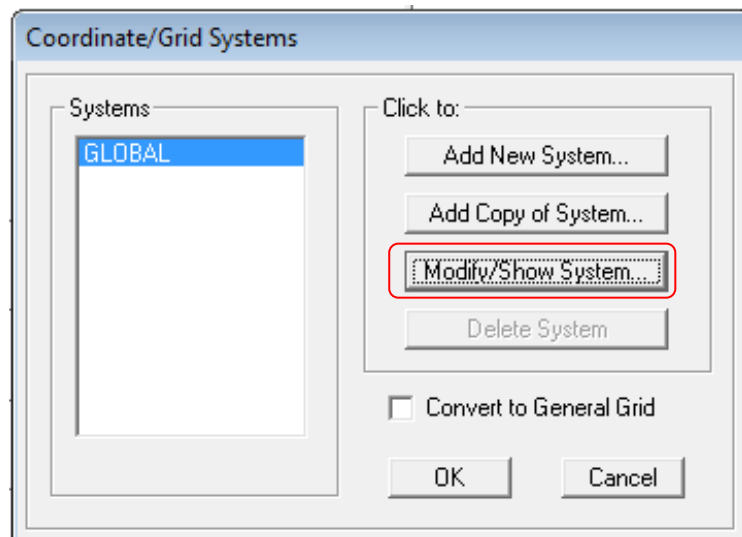 Coordinate/Grid Systems
Systems
GLOBAL
Click to:
Add New System...
Add Copy of System...
Modify/Show System...
Delete System
Convert to General Grid
OK
Cancel